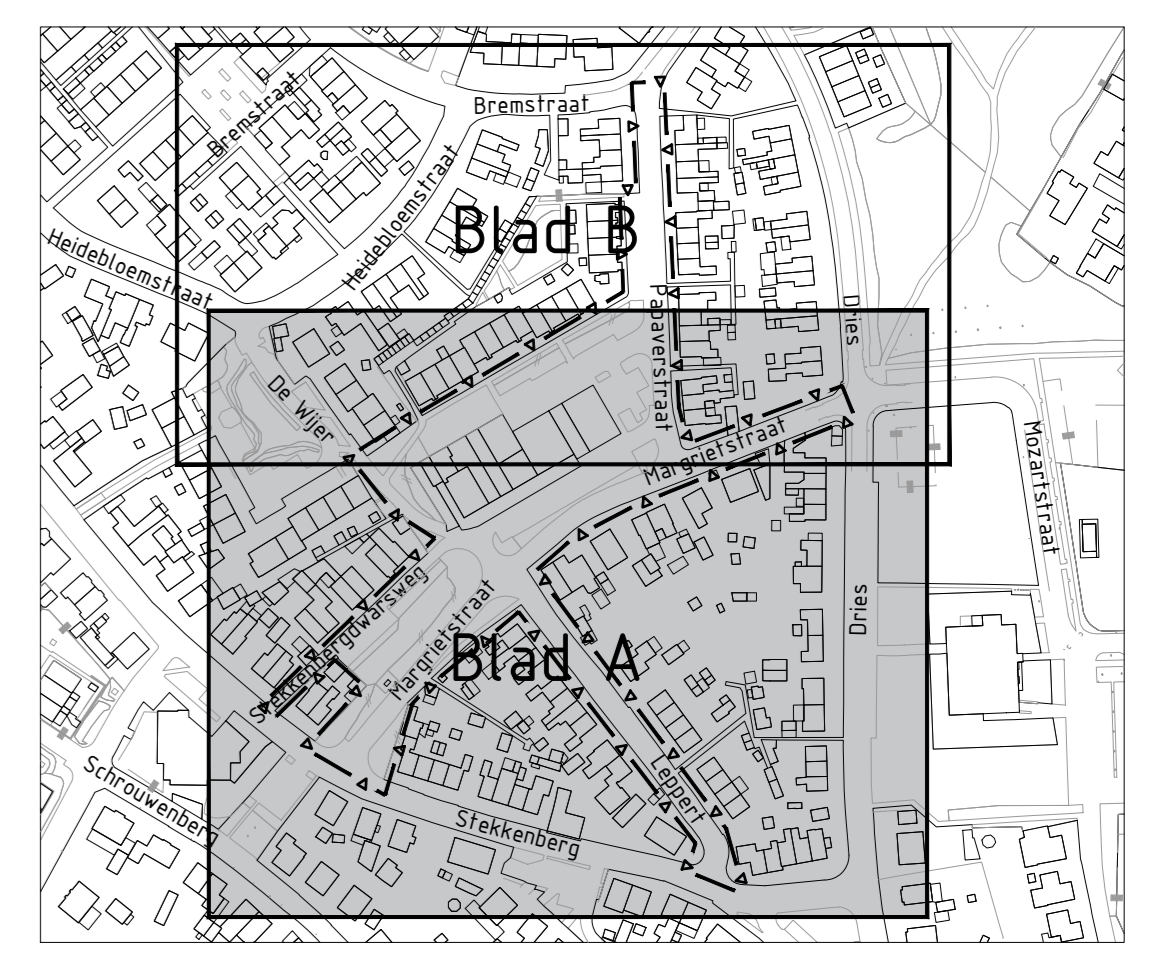 Bremstraat
Bremstraat
Heidebloemstraat
Heidebloemstraat
Blad B
Papaverstraat
Dries
De Wijer
Margrietstraat
Mozartstraat
Stekkenbergdwarsweg
Margrietstraat
Blad A
Dries
Leppert
Schrouwenberg
Stekkenberg